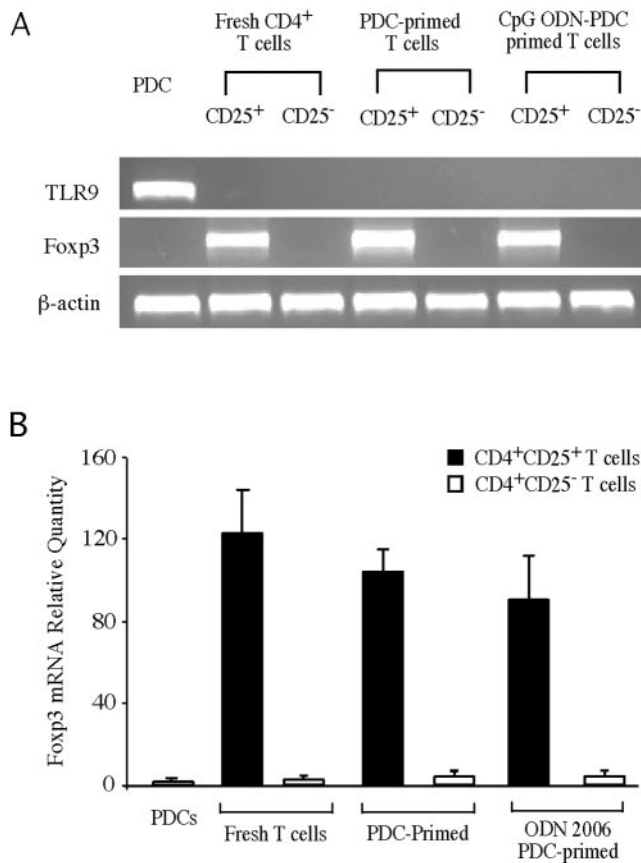 A
Fresh CD4⁺
T cells
PDC-primed
T cells
CpG ODN-PDC
primed T cells
PDC
CD25⁺ CD25⁻ CD25⁺ CD25⁻ CD25⁺ CD25⁻
TLR9
Foxp3
β-actin
B
Foxp3 mRNA Relative Quantity
160
120
80
40
0
CD4⁺CD25⁺ T cells
CD4⁺CD25⁻ T cells
PDCs
Fresh T cells
PDC-Primed
ODN 2006
PDC-primed